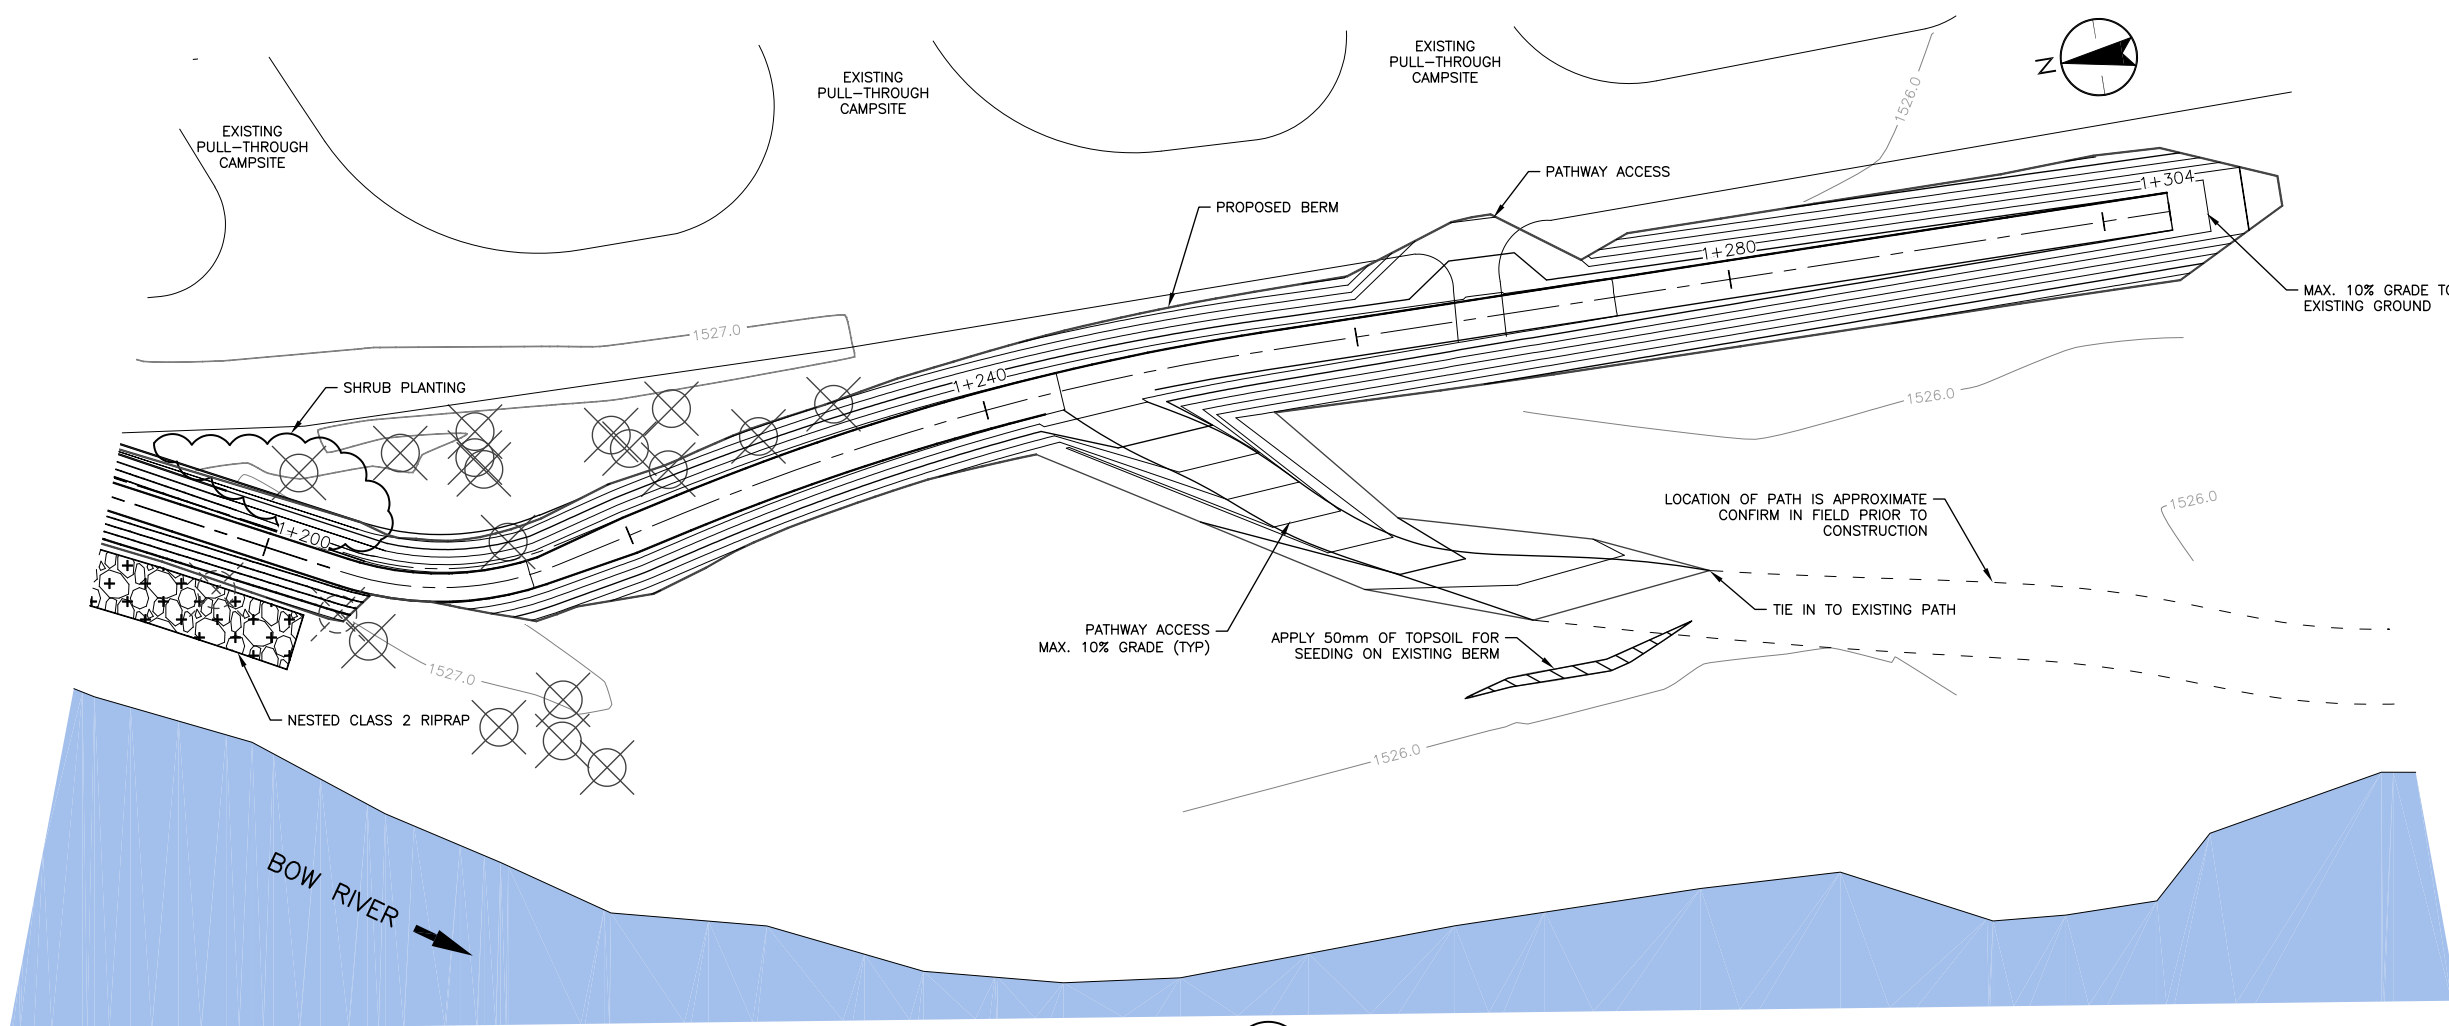 EXISTING
PULL–THROUGH
CAMPSITE
EXISTING
PULL–THROUGH
CAMPSITE
EXISTING
PULL–THROUGH
CAMPSITE
N
1526.0
PATHWAY ACCESS
1+304
PROPOSED BERM
1+280
MAX. 10% GRADE TO
EXISTING GROUND
1527.0
SHRUB PLANTING
1+240
1526.0
1+200
LOCATION OF PATH IS APPROXIMATE
CONFIRM IN FIELD PRIOR TO
CONSTRUCTION
1526.0
TIE IN TO EXISTING PATH
PATHWAY ACCESS
MAX. 10% GRADE (TYP)
APPLY 50mm OF TOPSOIL FOR
SEEDING ON EXISTING BERM
1527.0
NESTED CLASS 2 RIPRAP
1526.0
BOW RIVER